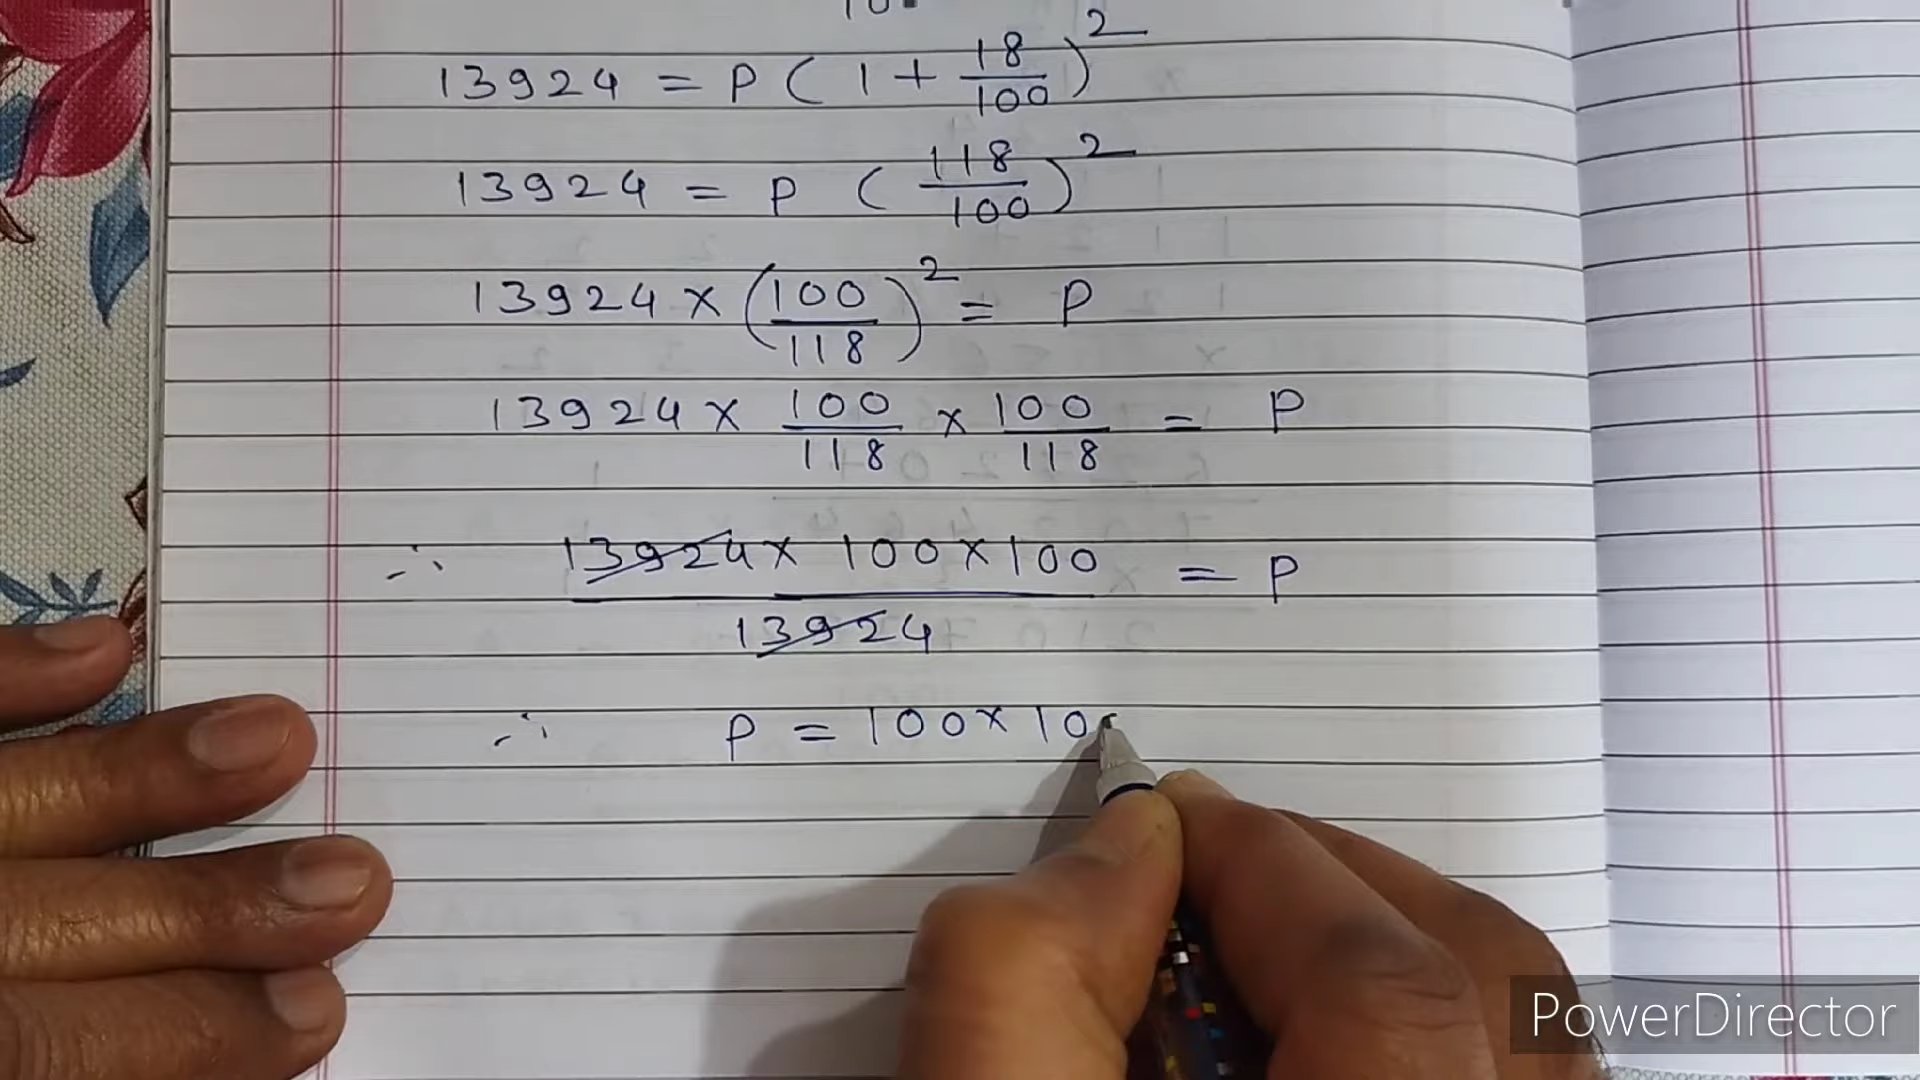 13924 = P ( 1 + 18/100 )²
13924 = P ( 118/100 )²
13924 × ( 100/118 )² = P
13924 × 100/118 × 100/118 = P
∴ 13924 × 100 × 100 / 13924 = P
∴ P = 100 × 10
PowerDirector